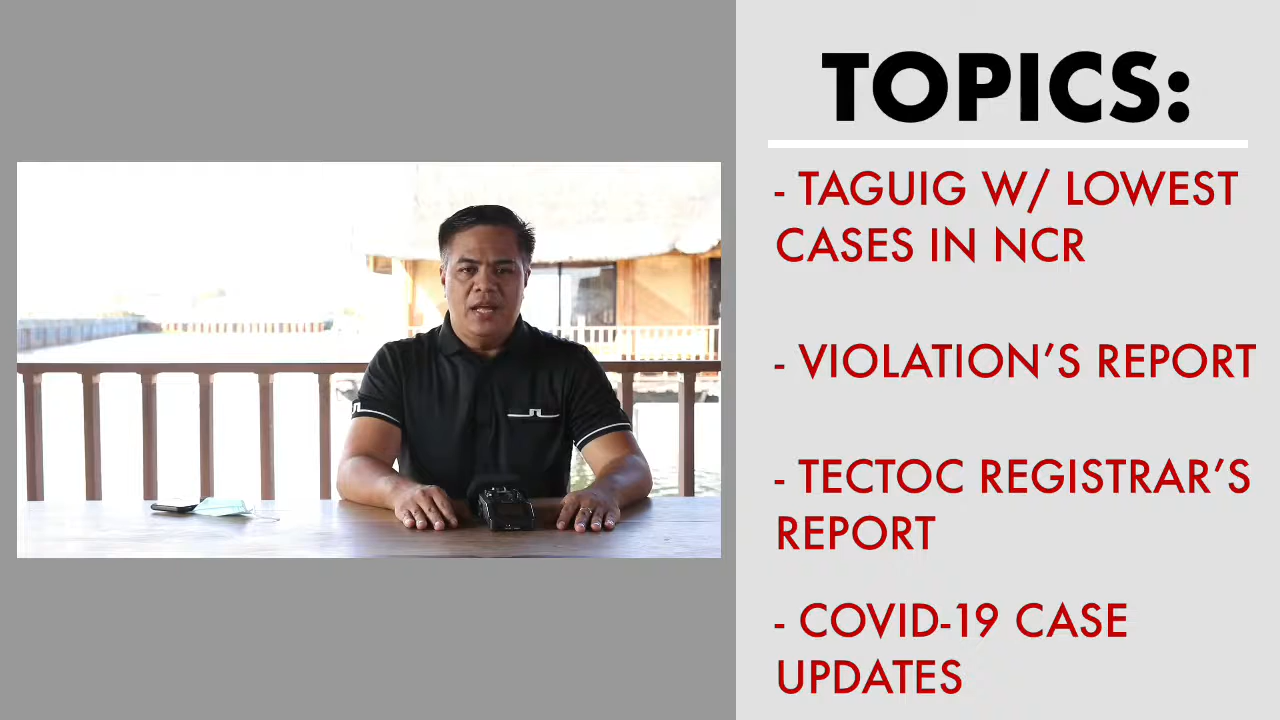 TOPICS:
- TAGUIG W/ LOWEST
CASES IN NCR
- VIOLATION’S REPORT
- TECTOC REGISTRAR’S
REPORT
- COVID-19 CASE
UPDATES